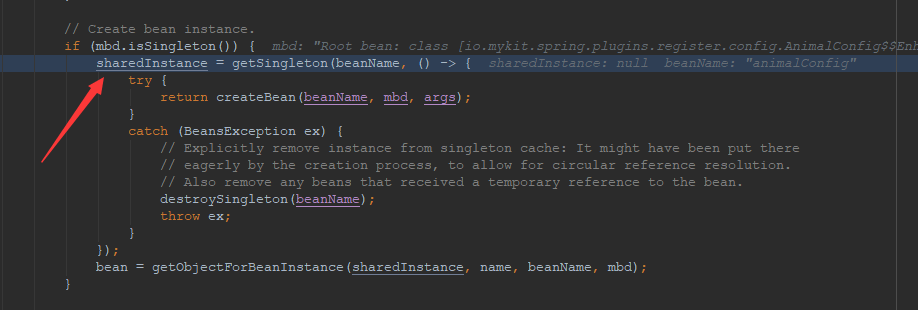 // Create bean instance.
if (mbd.isSingleton()) { mbd: "Root bean: class [io.mykit.spring.plugins.register.config.AnimalConfig$$Enh
sharedInstance = getSingleton(beanName, () -> { sharedInstance: null beanName: "animalConfig"
try {
return createBean(beanName, mbd, args);
}
catch (BeansException ex) {
// Explicitly remove instance from singleton cache: It might have been put there
// eagerly by the creation process, to allow for circular reference resolution.
// Also remove any beans that received a temporary reference to the bean.
destroySingleton(beanName);
throw ex;
}
});
bean = getObjectForBeanInstance(sharedInstance, name, beanName, mbd);
}